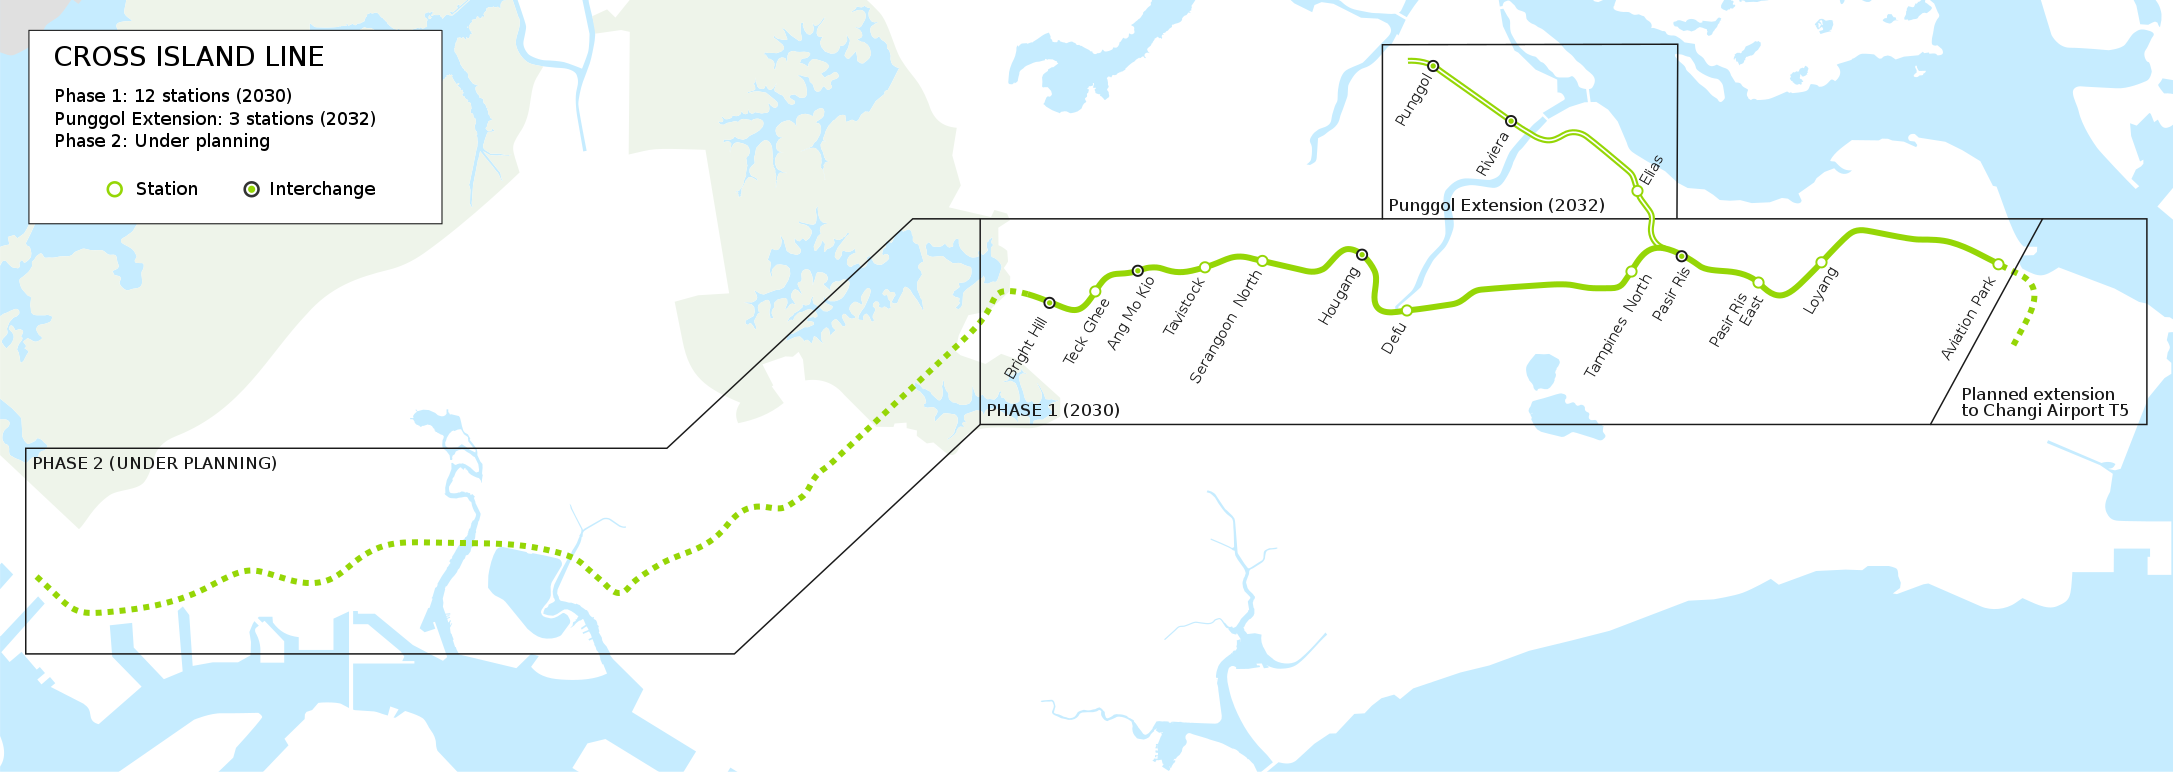 CROSS ISLAND LINE
Phase 1: 12 stations (2030)
Punggol Extension: 3 stations (2032)
Phase 2: Under planning
Station
Interchange
Punggol
Riviera
Elias
Punggol Extension (2032)
Bright Hill
Teck Ghee
Ang Mo Kio
Tavistock
Serangoon North
Hougang
Defu
Tampines North
Pasir Ris
Pasir Ris
East
Loyang
Aviation Park
PHASE 1 (2030)
Planned extension
to Changi Airport T5
PHASE 2 (UNDER PLANNING)